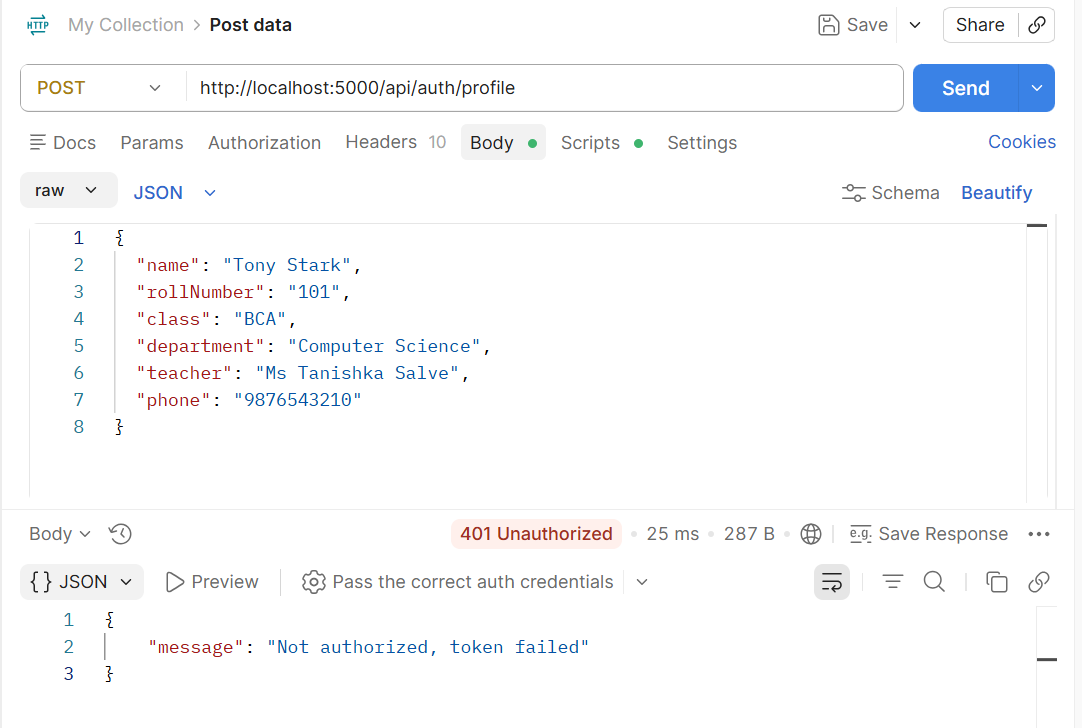 HTTP My Collection > Post data Save Share
POST http://localhost:5000/api/auth/profile Send
Docs Params Authorization Headers 10 Body Scripts Settings Cookies
raw JSON Schema Beautify
1 {
2 "name": "Tony Stark",
3 "rollNumber": "101",
4 "class": "BCA",
5 "department": "Computer Science",
6 "teacher": "Ms Tanishka Salve",
7 "phone": "9876543210"
8 }
Body 401 Unauthorized • 25 ms • 287 B • e.g. Save Response
{} JSON Preview Pass the correct auth credentials
1 {
2 "message": "Not authorized, token failed"
3 }